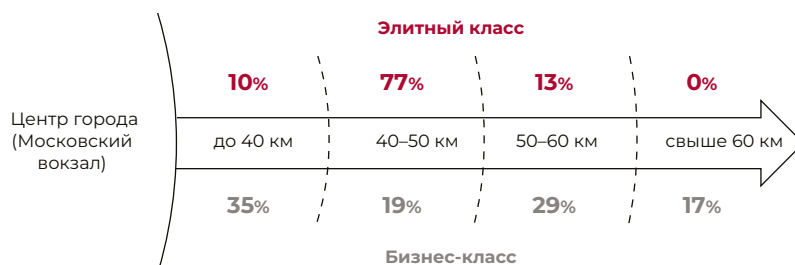 Элитный класс
10% 77% 13% 0%
Центр города
(Московский
вокзал)
до 40 км 40–50 км 50–60 км свыше 60 км
35% 19% 29% 17%
Бизнес-класс